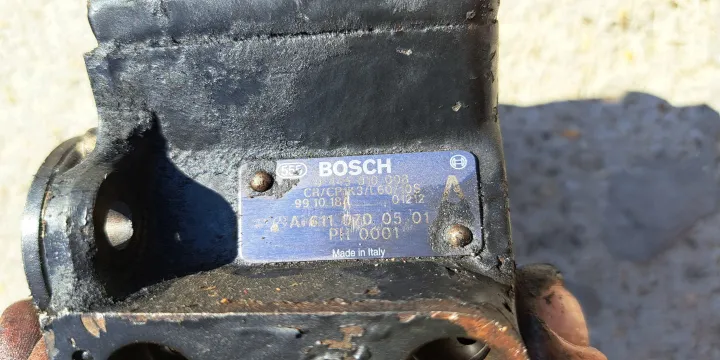 BOSCH
CR/CP1K3/L60/10S
99 10 18 01212
A 611 070 05 01
PH 0001
Made in Italy